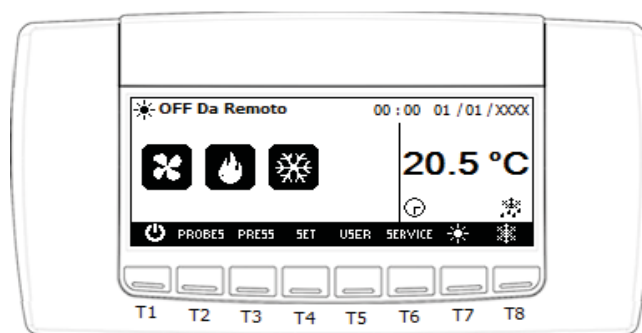 OFF Da Remoto 00:00 01/01/XXXX
20.5 °C
PROBES PRESS SET USER SERVICE
T1 T2 T3 T4 T5 T6 T7 T8